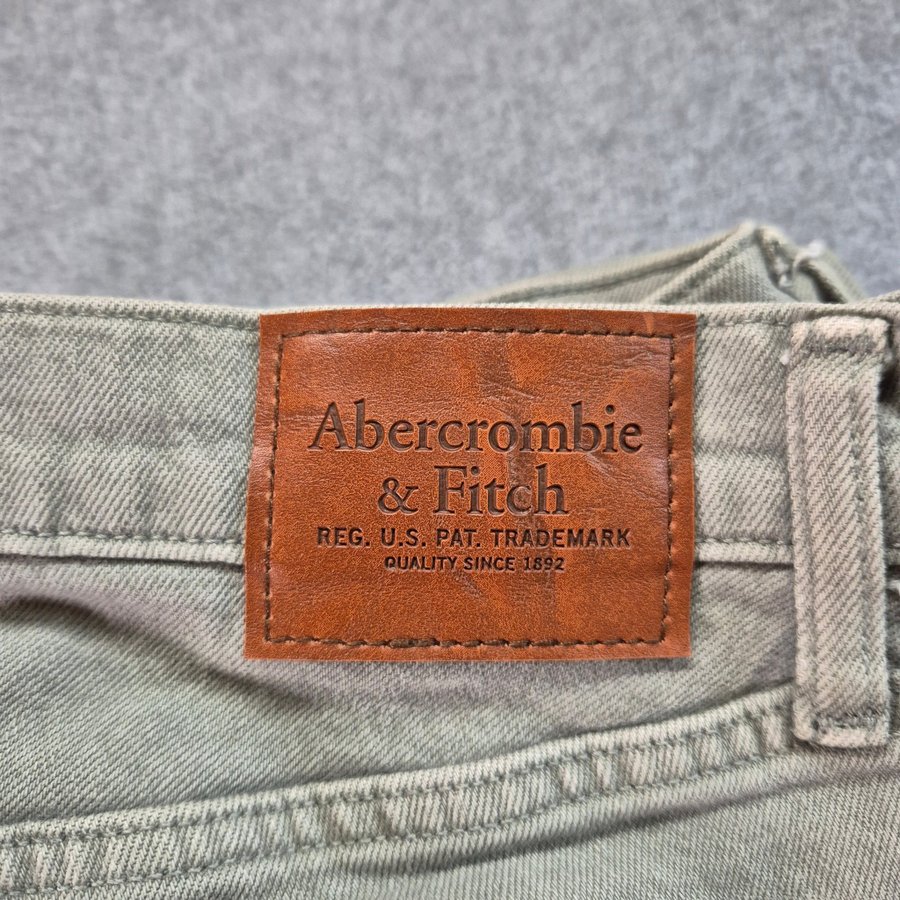 Abercrombie
& Fitch
REG. U.S. PAT. TRADEMARK
QUALITY SINCE 1892